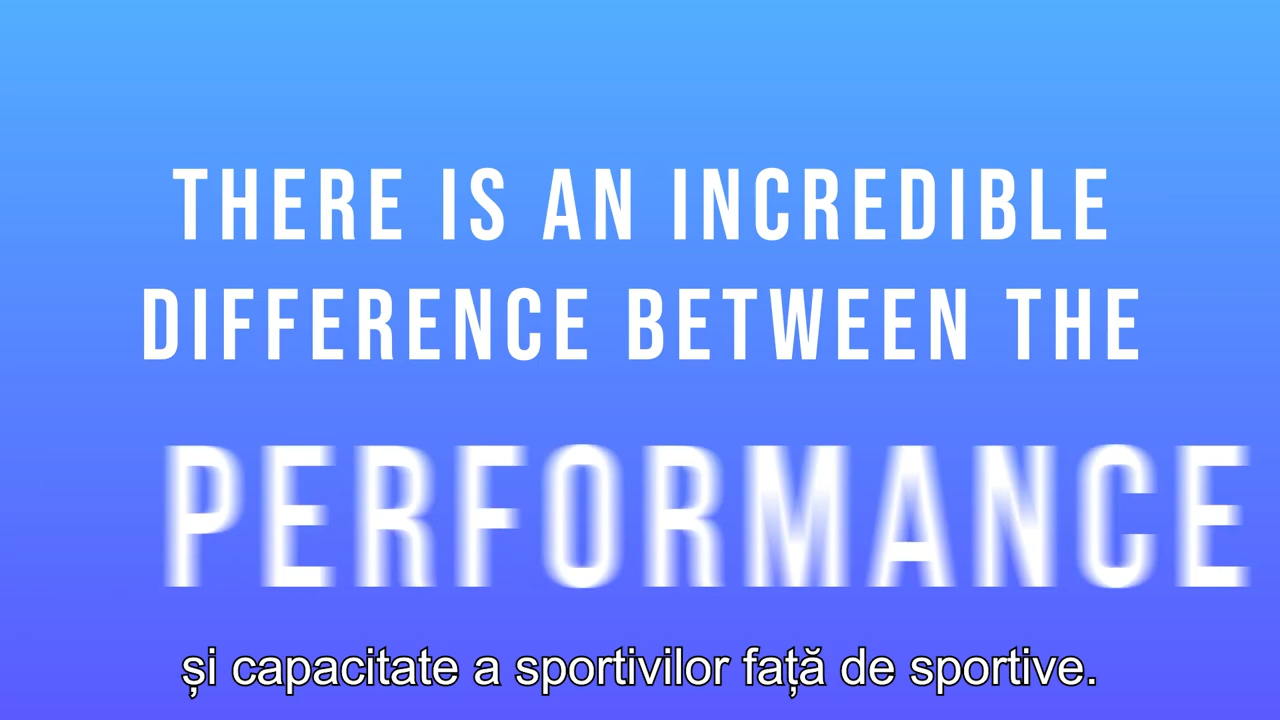 THERE IS AN INCREDIBLE
DIFFERENCE BETWEEN THE
PERFORMANCE
și capacitate a sportivilor față de sportive.